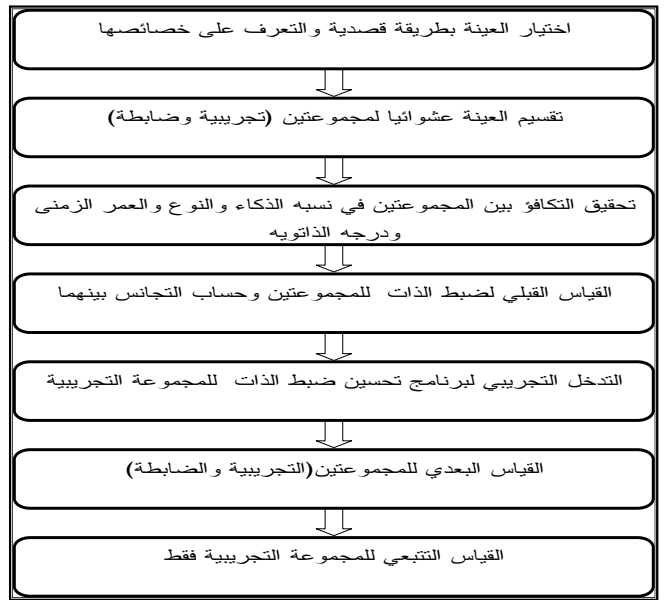 اختيار العينة بطريقة قصدية والتعرف على خصائصها
تقسيم العينة عشوائيا لمجموعتين (تجريبية وضابطة)
تحقيق التكافؤ بين المجموعتين في نسبه الذكاء والنوع والعمر الزمنى
ودرجه الذاتويه
القياس القبلي لضبط الذات للمجموعتين وحساب التجانس بينهما
التدخل التجريبي لبرنامج تحسين ضبط الذات للمجموعة التجريبية
القياس البعدي للمجموعتين(التجريبية والضابطة)
القياس التتبعي للمجموعة التجريبية فقط